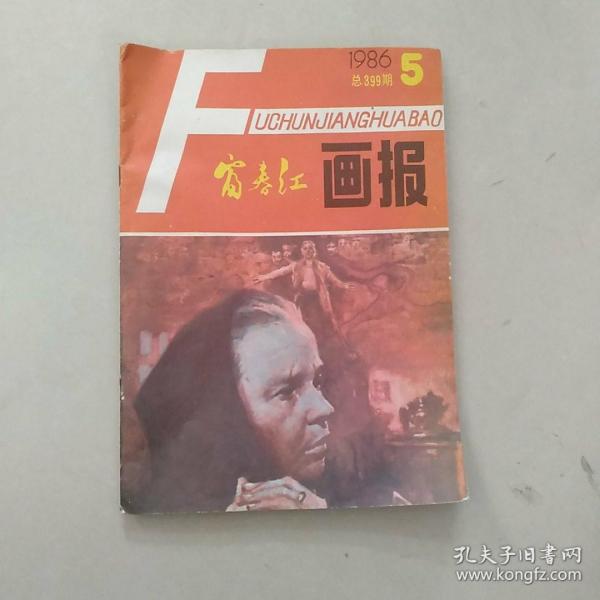 1986 5
总399期
FUCHUNJIANGHUABAO
富春江 画报
孔夫子旧书网
www.kongfz.com